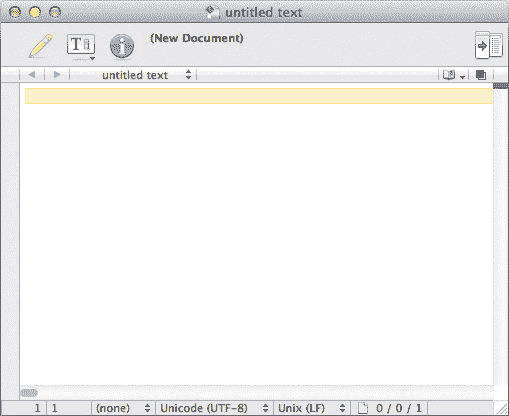 untitled text
T
i
(New Document)
untitled text
1 1 (none) Unicode (UTF-8) Unix (LF) 0 / 0 / 1